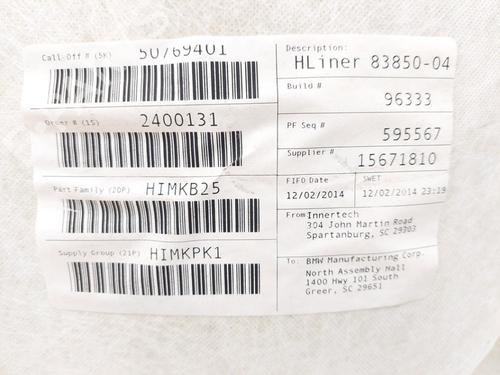 Call-Off # (5K) 50769401
Order # (1S) 2400131
Part Family (20P) HIMKB25
Supply Group (21P) HIMKPK1
Description:
HLiner 83850-04
Build #
96333
PF Seq #
595567
Supplier #
15671810
FIFO Date
12/02/2014
SWET
12/02/2014 23:19
From Innertech
304 John Martin Road
Spartanburg, SC 29303
To: BMW Manufacturing Corp.
North Assembly Hall
1400 Hwy 101 South
Greer, SC 29651